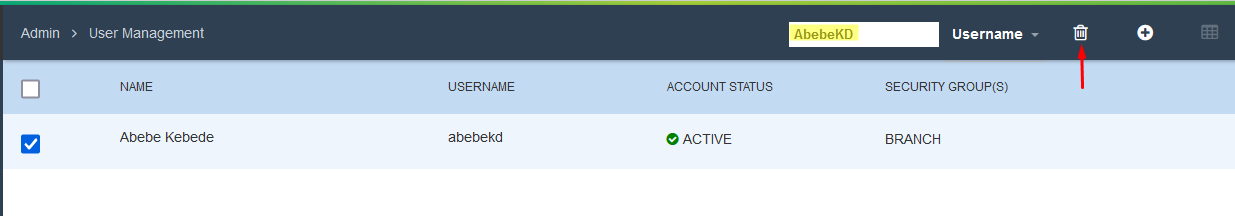 Admin > User Management AbebeKD Username
NAME USERNAME ACCOUNT STATUS SECURITY GROUP(S)
Abebe Kebede abebekd ACTIVE BRANCH